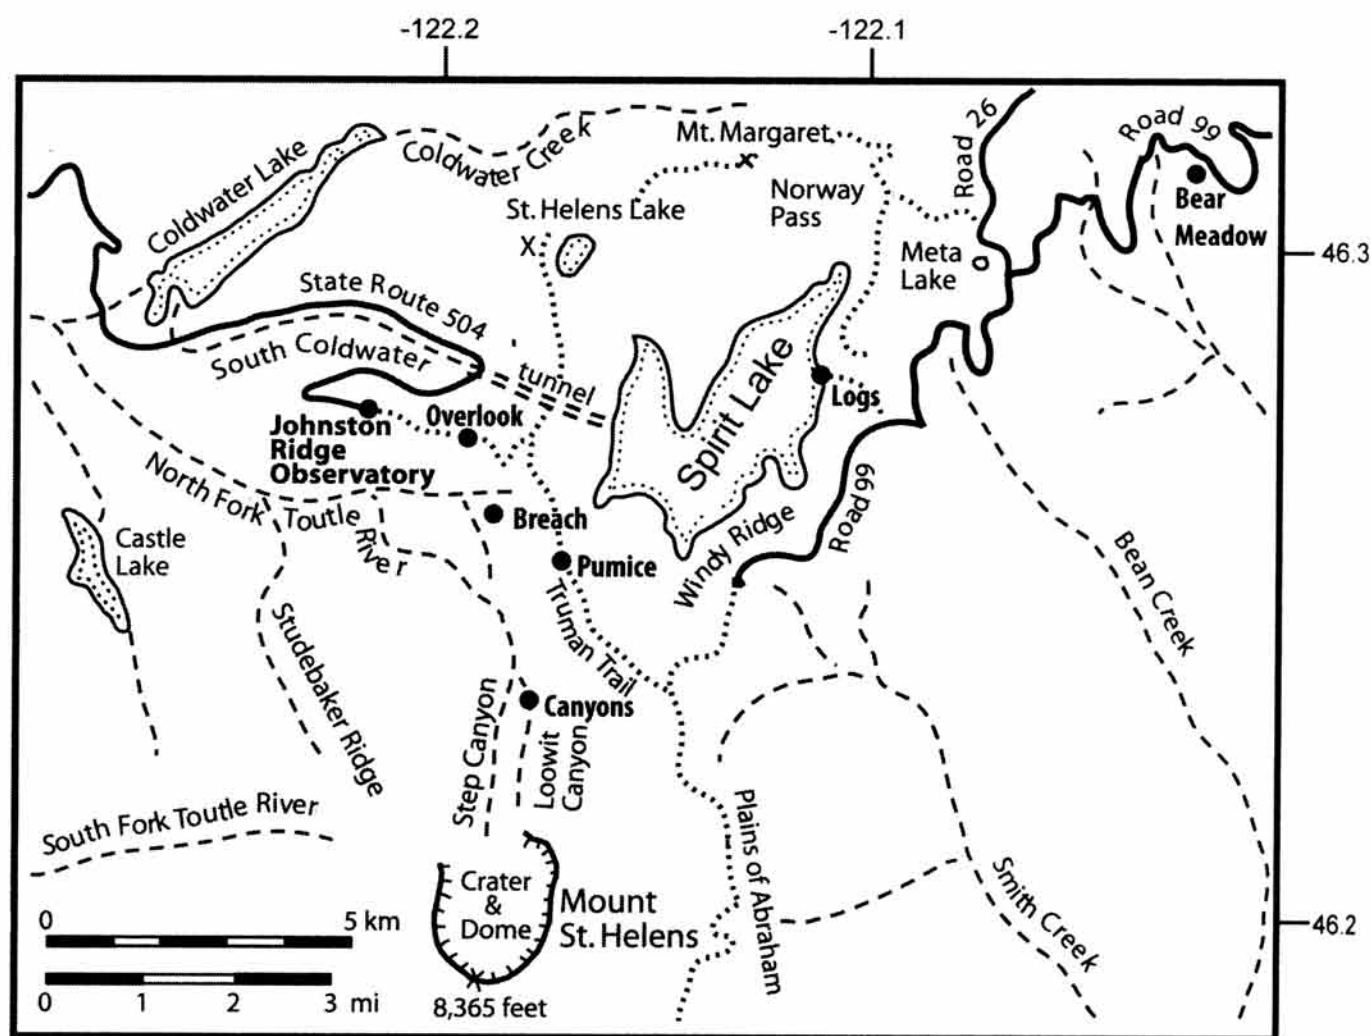 -122.2
-122.1
Road 26
Road 99
Mt. Margaret
Coldwater Creek
Coldwater Lake
Norway
Pass
Bear
Meadow
St. Helens Lake
X
Meta
Lake
46.3
State Route 504
South Coldwater
tunnel
Spirit Lake
Logs
Overlook
Johnston
Ridge
Observatory
North Fork Toutle River
Road 99
Breach
Windy Ridge
Castle
Lake
Pumice
Bean Creek
Truman Trail
Studebaker Ridge
Canyons
Step Canyon
Loowit
Canyon
South Fork Toutle River
Plains of Abraham
Smith Creek
Crater
&
Dome
Mount
St. Helens
46.2
0 5 km
0 1 2 3 mi
8,365 feet